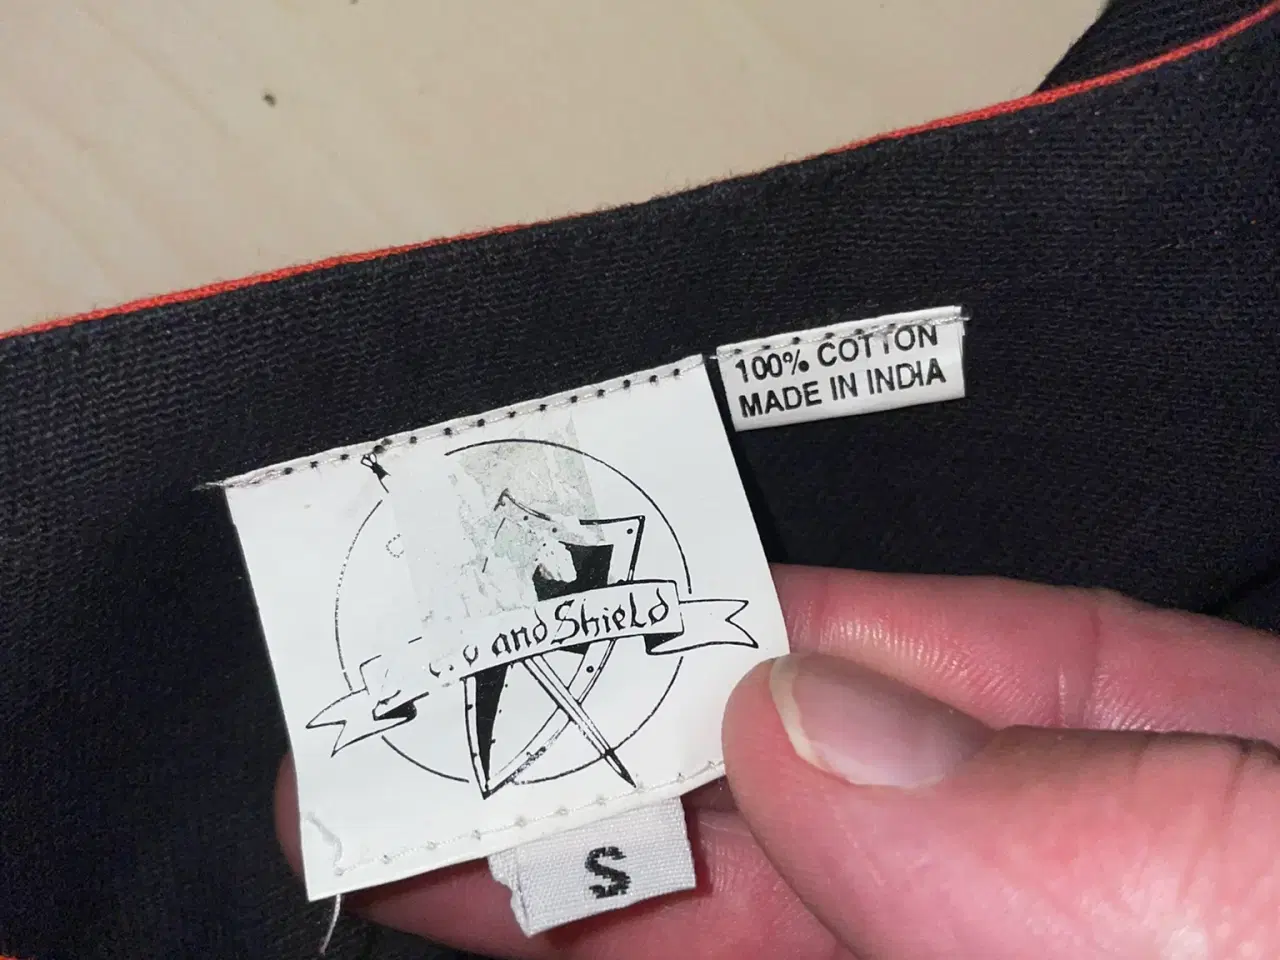 100% COTTON
MADE IN INDIA
and Shield
S